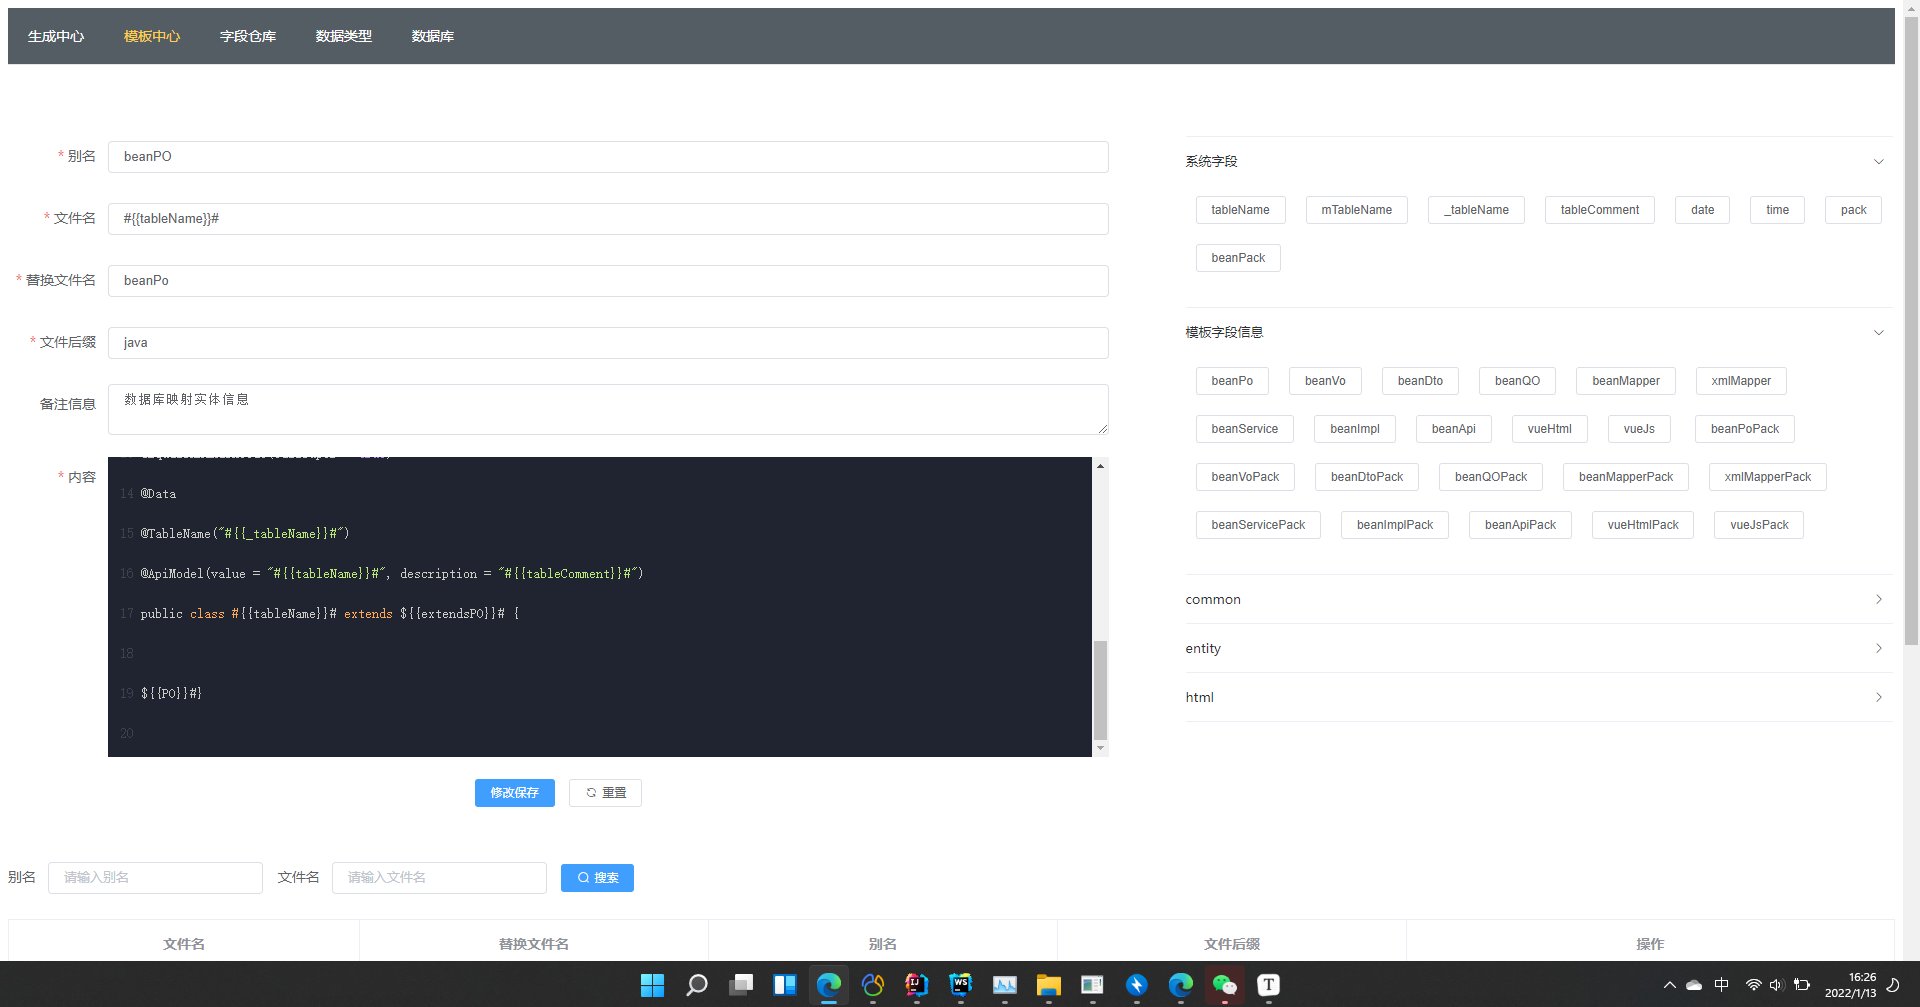 生成中心 模板中心 字段仓库 数据类型 数据库
* 别名 beanPO
* 文件名 #{{tableName}}#
* 替换文件名 beanPo
* 文件后缀 java
备注信息 数据库映射实体信息
* 内容
14 @Data
15 @TableName("#{{_tableName}}#")
16 @ApiModel(value = "#{{tableName}}#", description = "#{{tableComment}}#")
17 public class #{{tableName}}# extends ${{extendsPO}}# {
18
19 ${{PO}}#}
20
修改保存 重置
系统字段
tableName mTableName _tableName tableComment date time pack
beanPack
模板字段信息
beanPo beanVo beanDto beanQO beanMapper xmlMapper
beanService beanImpl beanApi vueHtml vueJs beanPoPack
beanVoPack beanDtoPack beanQOPack beanMapperPack xmlMapperPack
beanServicePack beanImplPack beanApiPack vueHtmlPack vueJsPack
common
entity
html
别名 请输入别名 文件名 请输入文件名 搜索
文件名 替换文件名 别名 文件后缀 操作
中 16:26
2022/1/13